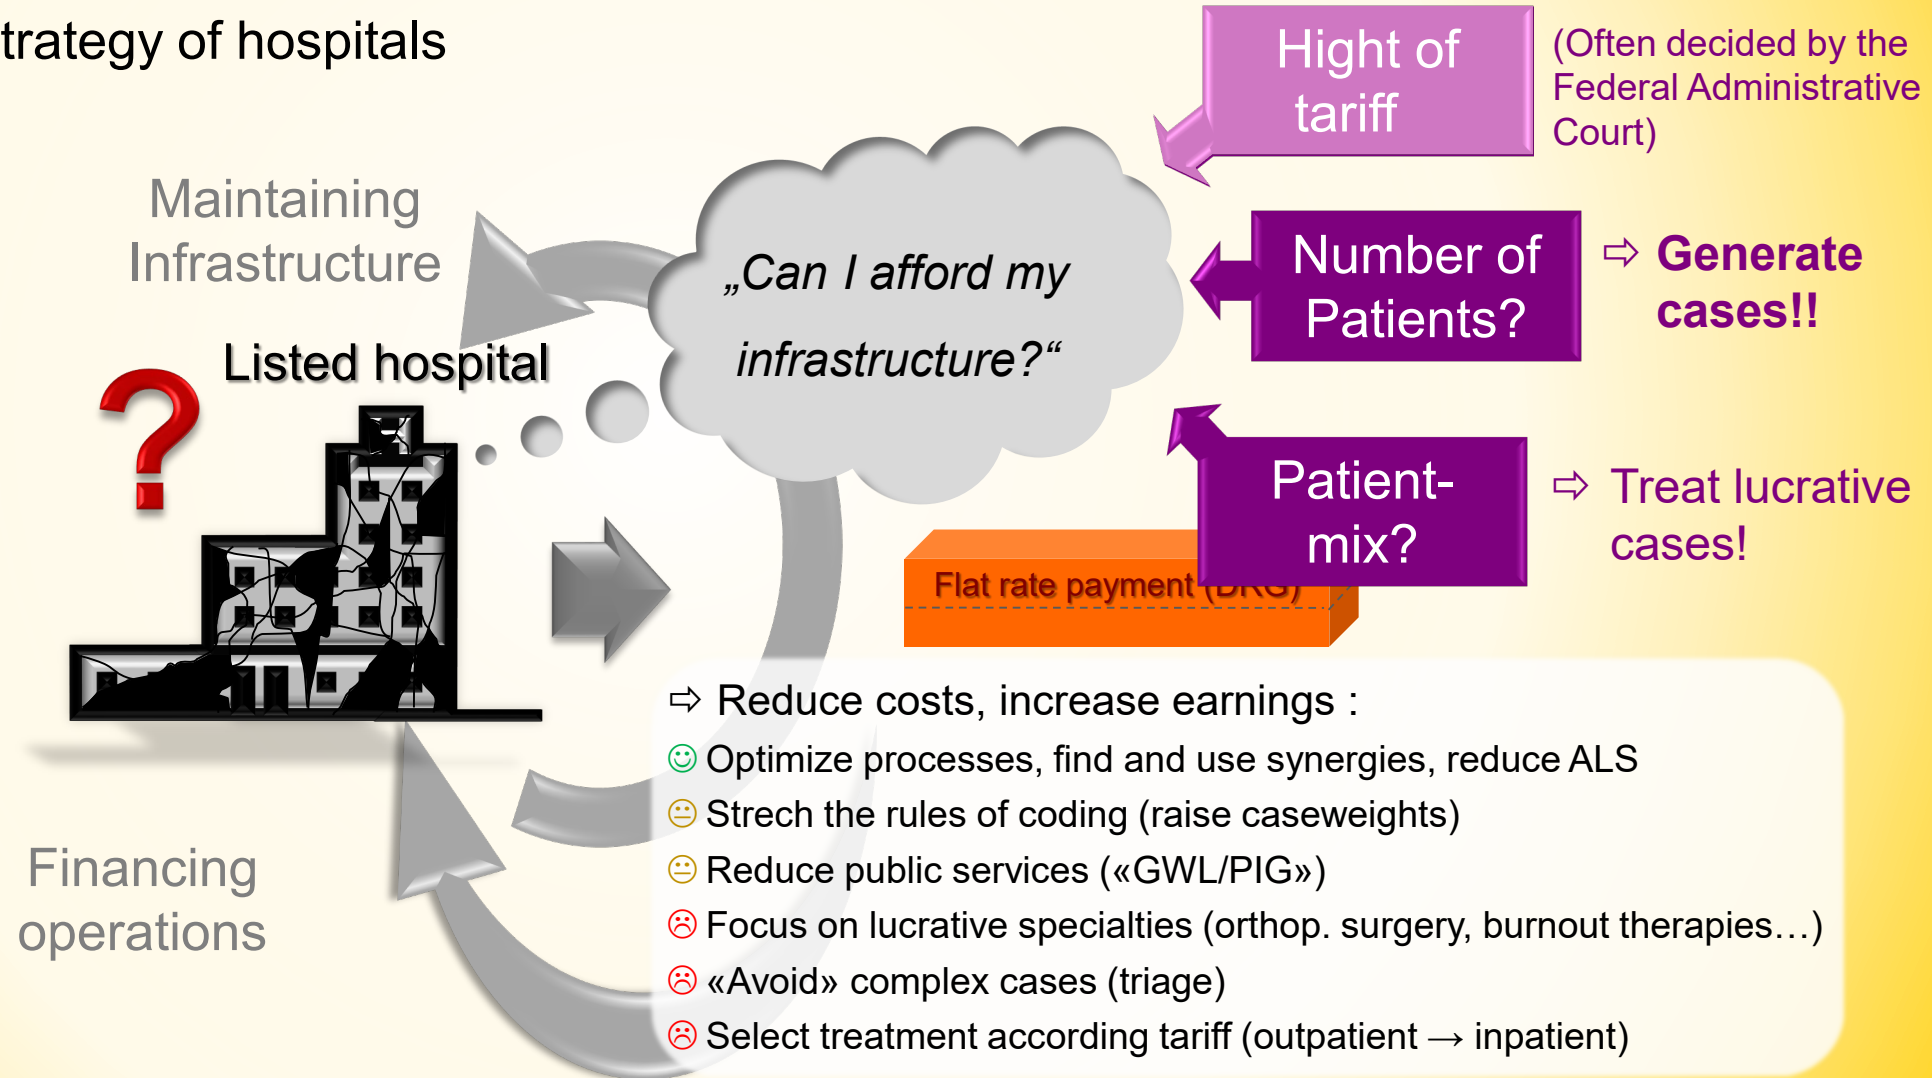 trategy of hospitals
Hight of
tariff
(Often decided by the
Federal Administrative
Court)
Maintaining
Infrastructure
„Can I afford my
infrastructure?“
Number of
Patients?
⇨ Generate
cases!!
Listed hospital
?
Patient-
mix?
⇨ Treat lucrative
cases!
Flat rate payment (DRG)
⇨ Reduce costs, increase earnings :
☺ Optimize processes, find and use synergies, reduce ALS
😐 Strech the rules of coding (raise caseweights)
😐 Reduce public services («GWL/PIG»)
☹ Focus on lucrative specialties (orthop. surgery, burnout therapies…)
☹ «Avoid» complex cases (triage)
☹ Select treatment according tariff (outpatient → inpatient)
Financing
operations